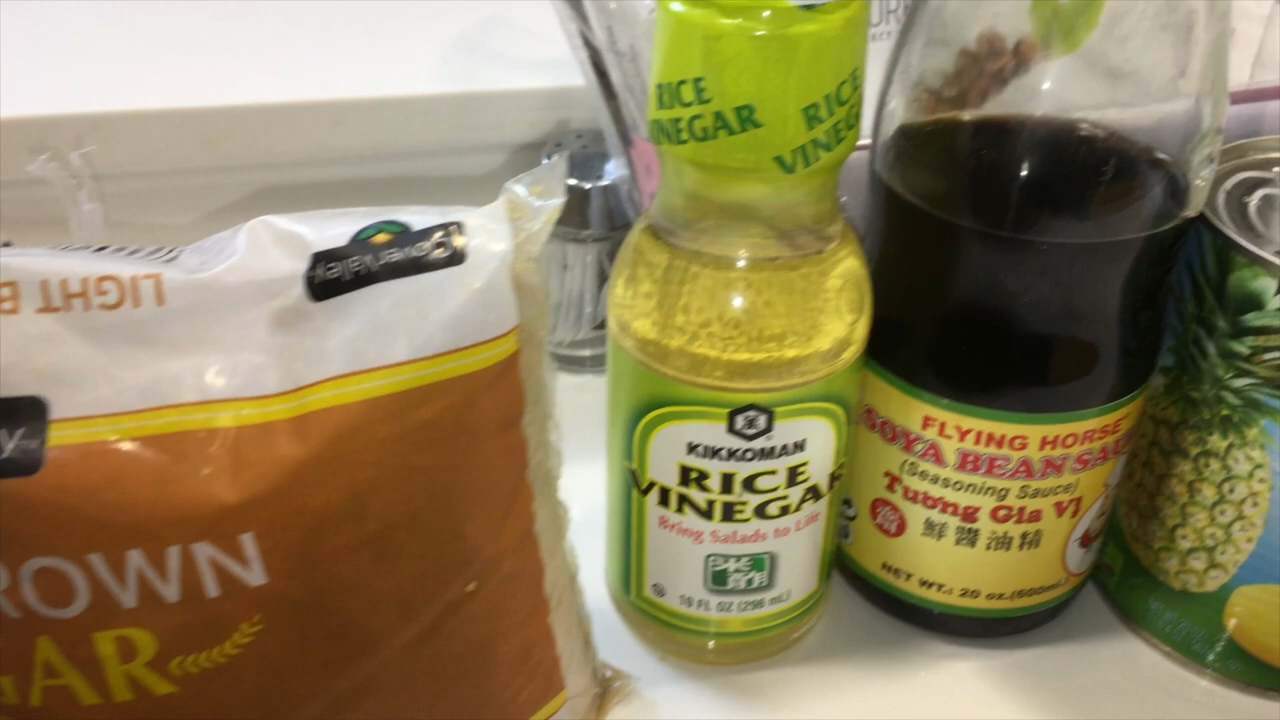 LIGHT B
ROWN
GAR
RICE
VINEGAR
RICE
VINEGAR
KIKKOMAN
RICE
VINEGAR
Bring Salads to Life
10 FL OZ (296 mL)
FLYING HORSE
SOYA BEAN SAU
(Seasoning Sauce)
Tương Gia Vị
鮮醬油精
NET WT.: 20 oz.(600mL)